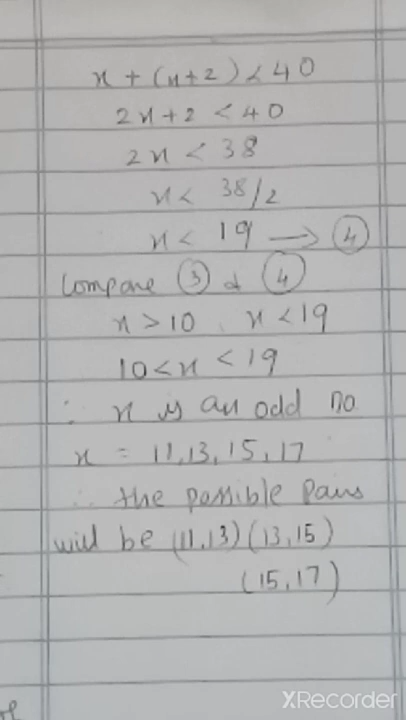 x + (x+2) < 40
2x+2 < 40
2x < 38
x < 38/2
x < 19 → ④
Compare ③ & ④
x > 10 x < 19
10 < x < 19
∵ x is an odd no
x = 11,13,15,17
∴ the possible pairs
will be (11,13) (13,15)
(15,17)
XRecorder